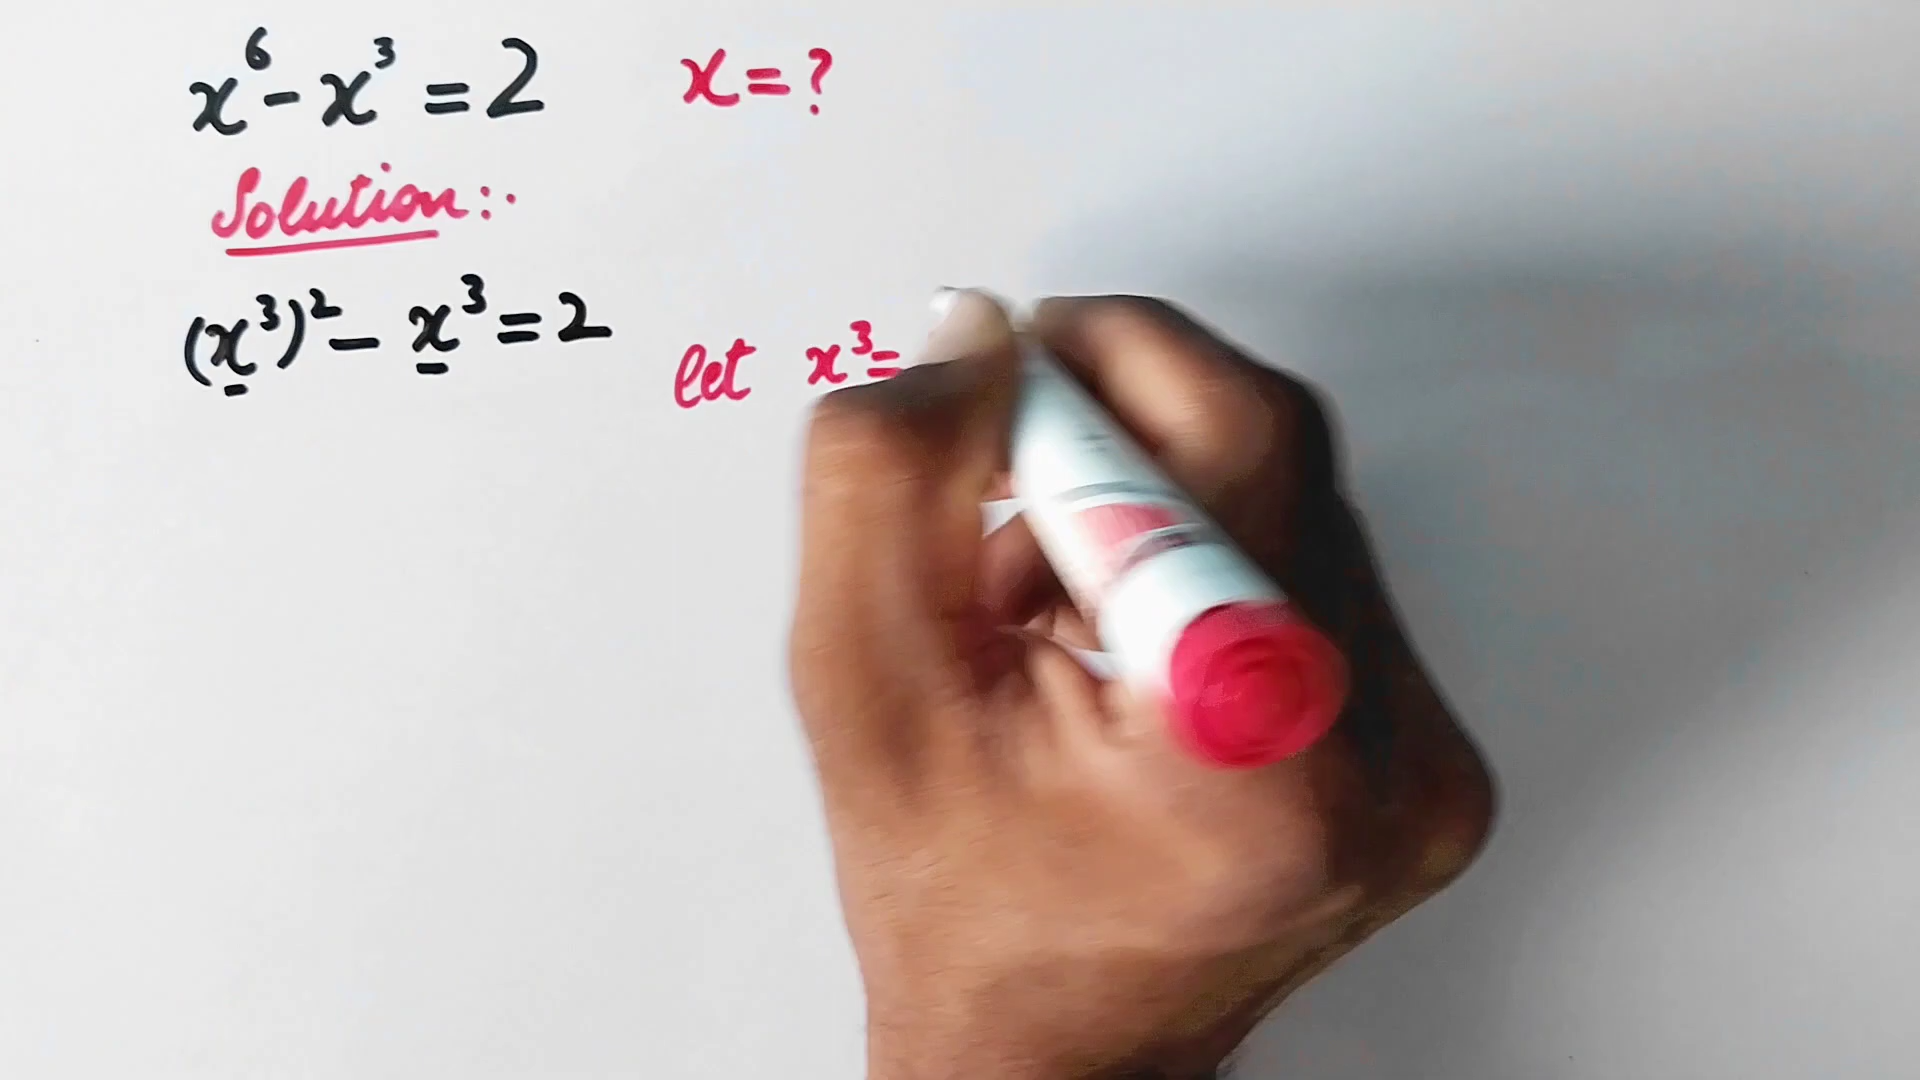 x⁶ - x³ = 2 x = ?
Solution:-
(x³)² - x³ = 2
let x³ =